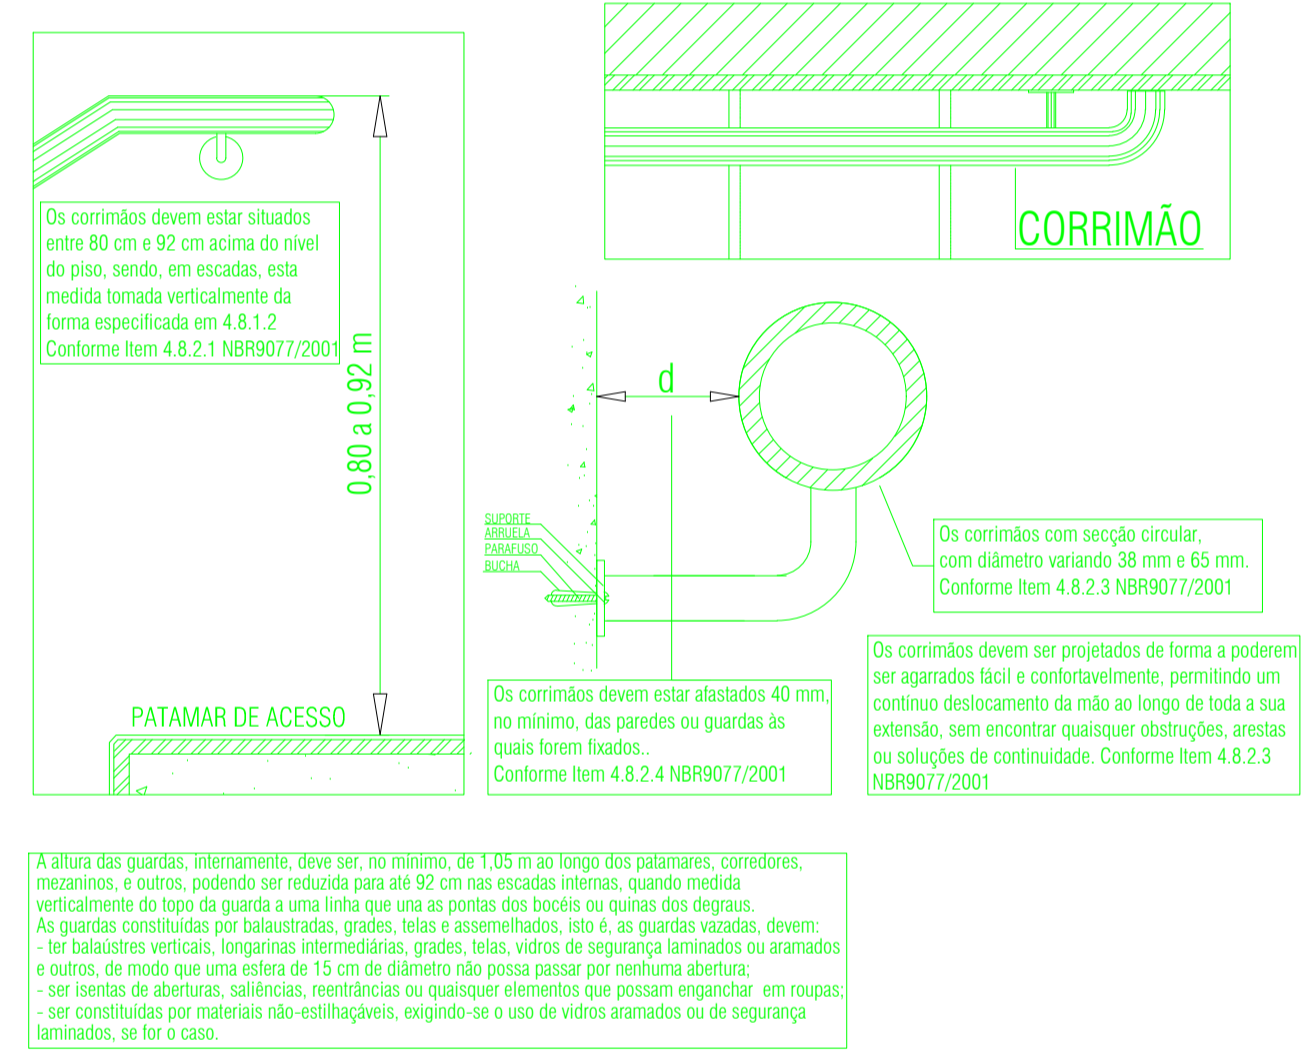 Os corrimãos devem estar situados
entre 80 cm e 92 cm acima do nível
do piso, sendo, em escadas, esta
medida tomada verticalmente da
forma especificada em 4.8.1.2
Conforme Item 4.8.2.1 NBR9077/2001
0,80 a 0,92 m
PATAMAR DE ACESSO
CORRIMÃO
d
SUPORTE
ARRUELA
PARAFUSO
BUCHA
Os corrimãos com secção circular,
com diâmetro variando 38 mm e 65 mm.
Conforme Item 4.8.2.3 NBR9077/2001
Os corrimãos devem estar afastados 40 mm,
no mínimo, das paredes ou guardas às
quais forem fixados..
Conforme Item 4.8.2.4 NBR9077/2001
Os corrimãos devem ser projetados de forma a poderem
ser agarrados fácil e confortavelmente, permitindo um
contínuo deslocamento da mão ao longo de toda a sua
extensão, sem encontrar quaisquer obstruções, arestas
ou soluções de continuidade. Conforme Item 4.8.2.3
NBR9077/2001
A altura das guardas, internamente, deve ser, no mínimo, de 1,05 m ao longo dos patamares, corredores,
mezaninos, e outros, podendo ser reduzida para até 92 cm nas escadas internas, quando medida
verticalmente do topo da guarda a uma linha que una as pontas dos bocéis ou quinas dos degraus.
As guardas constituídas por balaustradas, grades, telas e assemelhados, isto é, as guardas vazadas, devem:
- ter balaústres verticais, longarinas intermediárias, grades, telas, vidros de segurança laminados ou aramados
e outros, de modo que uma esfera de 15 cm de diâmetro não possa passar por nenhuma abertura;
- ser isentas de aberturas, saliências, reentrâncias ou quaisquer elementos que possam enganchar em roupas;
- ser constituídas por materiais não-estilhaçáveis, exigindo-se o uso de vidros aramados ou de segurança
laminados, se for o caso.